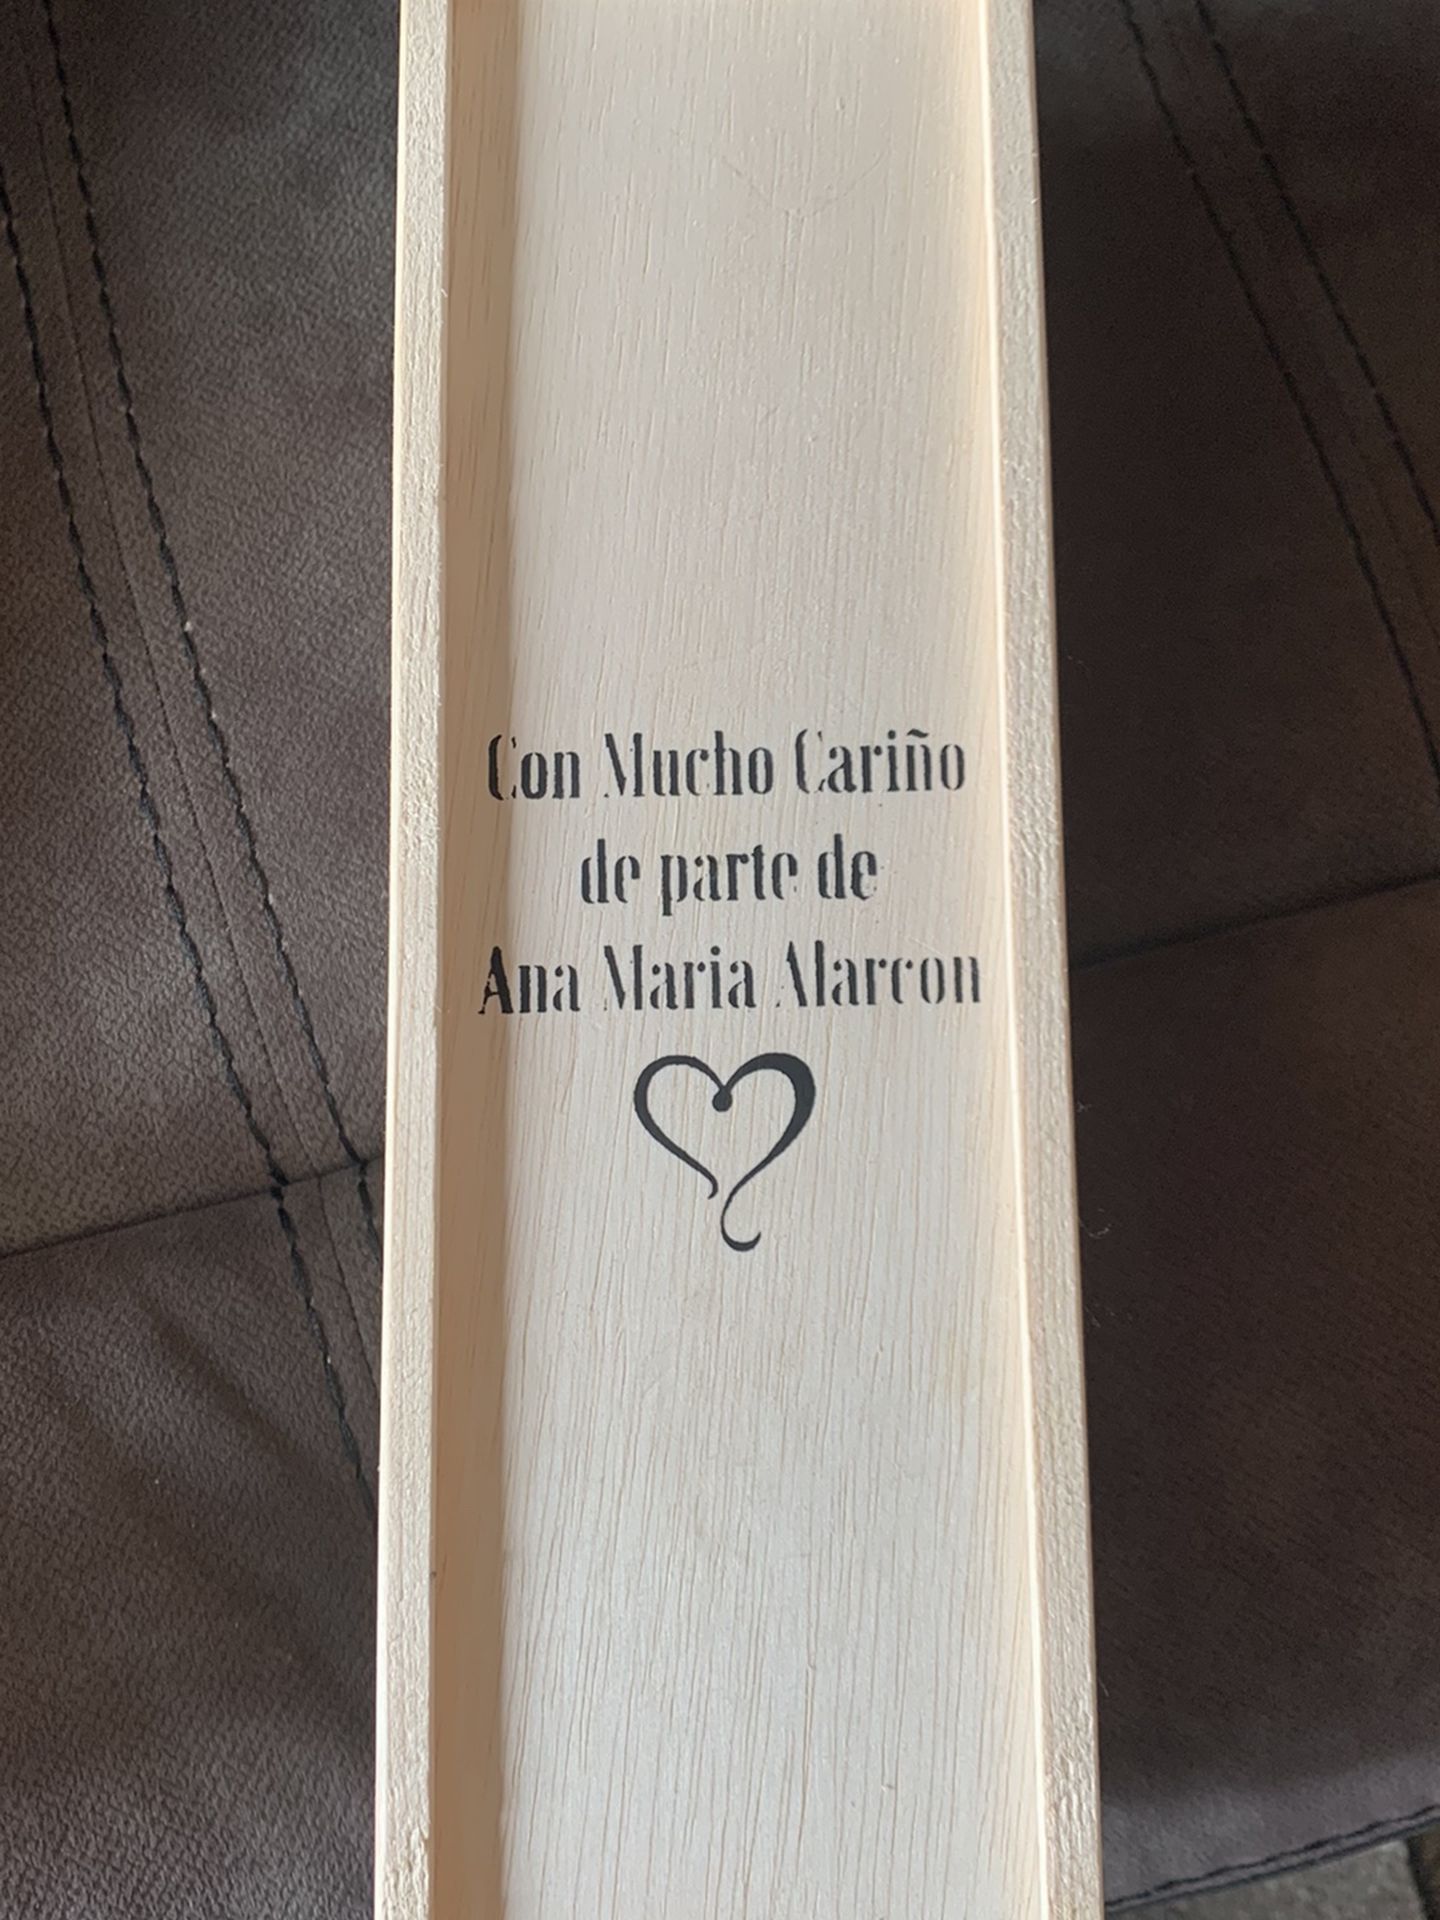 Con Mucho Cariño
de parte de
Ana Maria Alarcon